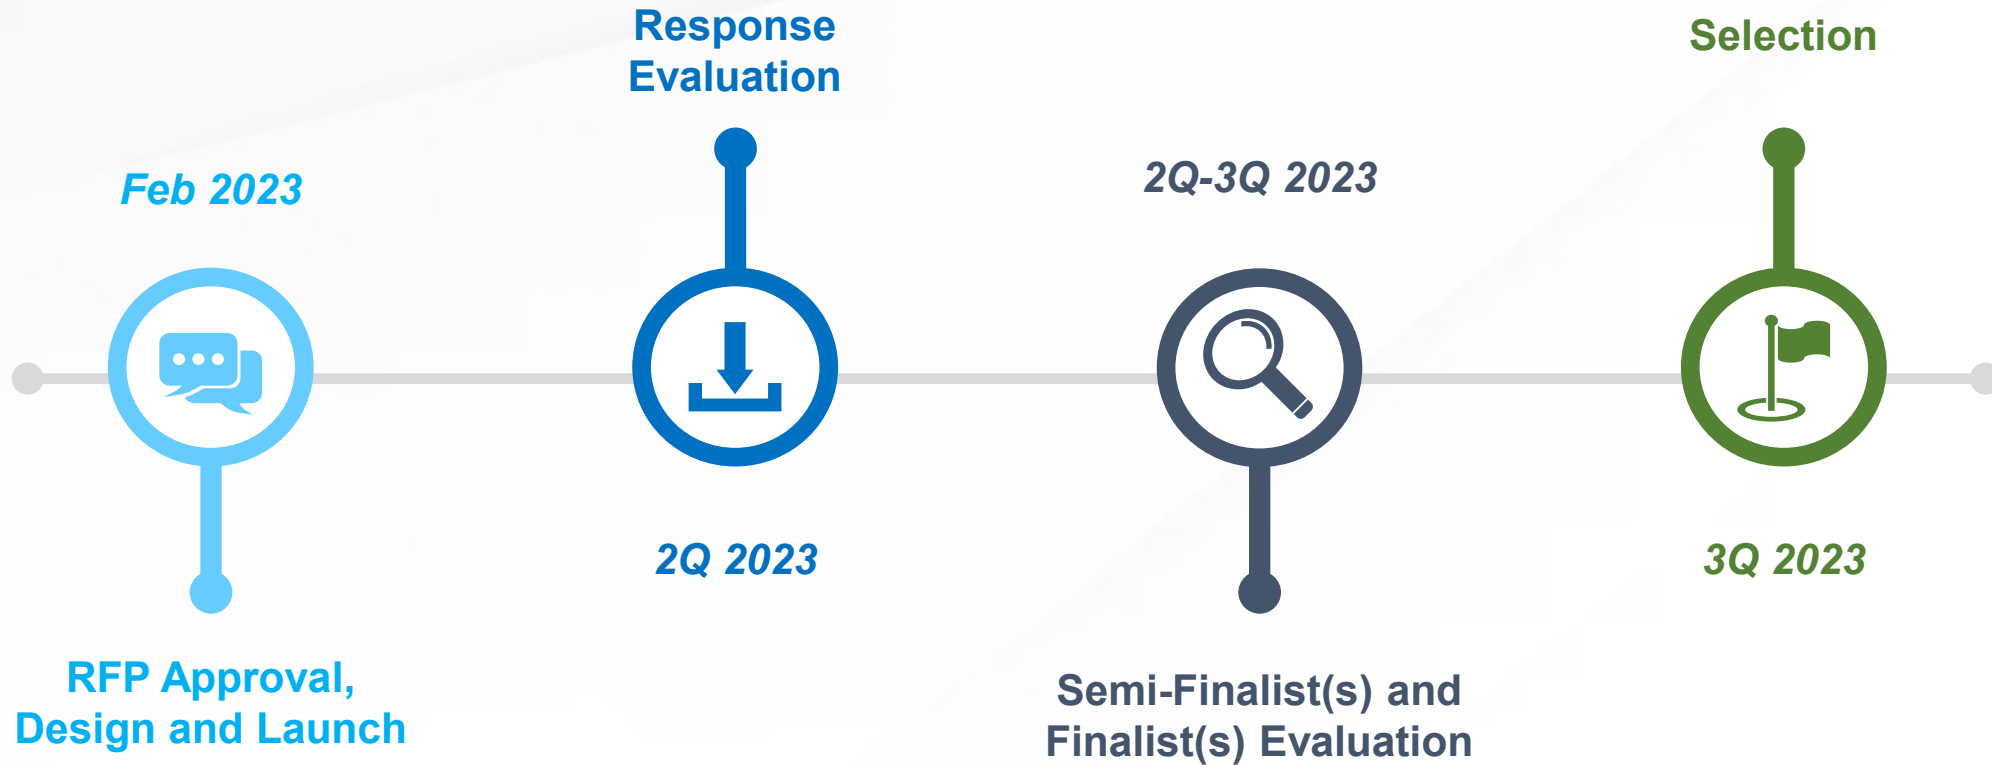 Feb 2023
RFP Approval,
Design and Launch
Response
Evaluation
2Q 2023
2Q-3Q 2023
Semi-Finalist(s) and
Finalist(s) Evaluation
Selection
3Q 2023